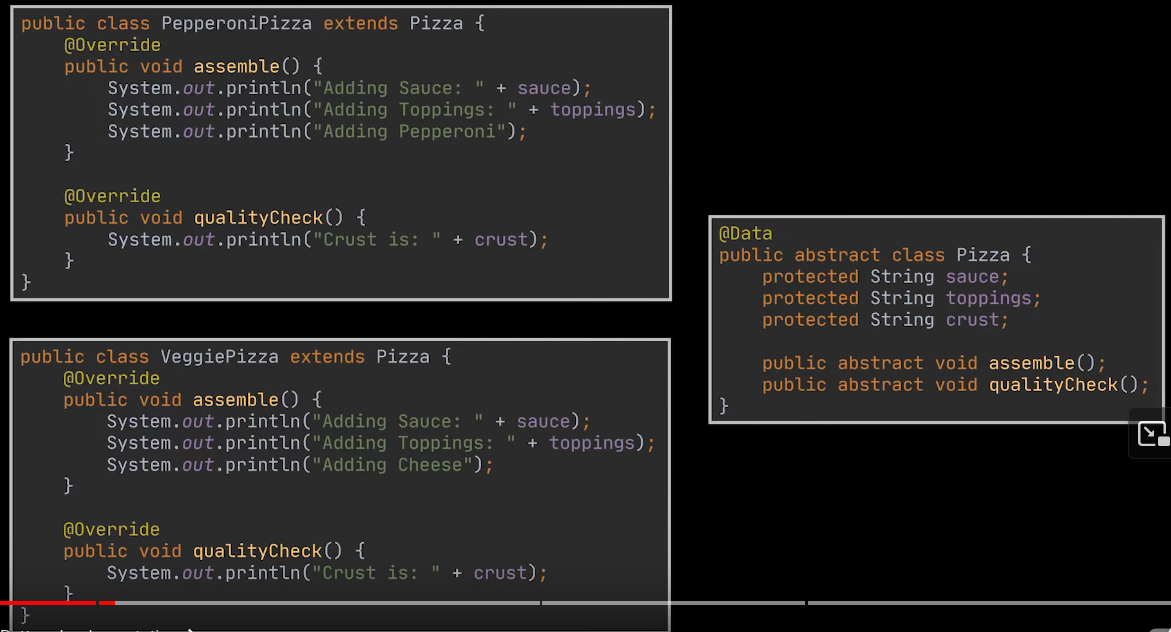 public class PepperoniPizza extends Pizza {
@Override
public void assemble() {
System.out.println("Adding Sauce: " + sauce);
System.out.println("Adding Toppings: " + toppings);
System.out.println("Adding Pepperoni");
}
@Override
public void qualityCheck() {
System.out.println("Crust is: " + crust);
}
}
public class VeggiePizza extends Pizza {
@Override
public void assemble() {
System.out.println("Adding Sauce: " + sauce);
System.out.println("Adding Toppings: " + toppings);
System.out.println("Adding Cheese");
}
@Override
public void qualityCheck() {
System.out.println("Crust is: " + crust);
}
}
@Data
public abstract class Pizza {
protected String sauce;
protected String toppings;
protected String crust;
public abstract void assemble();
public abstract void qualityCheck();
}